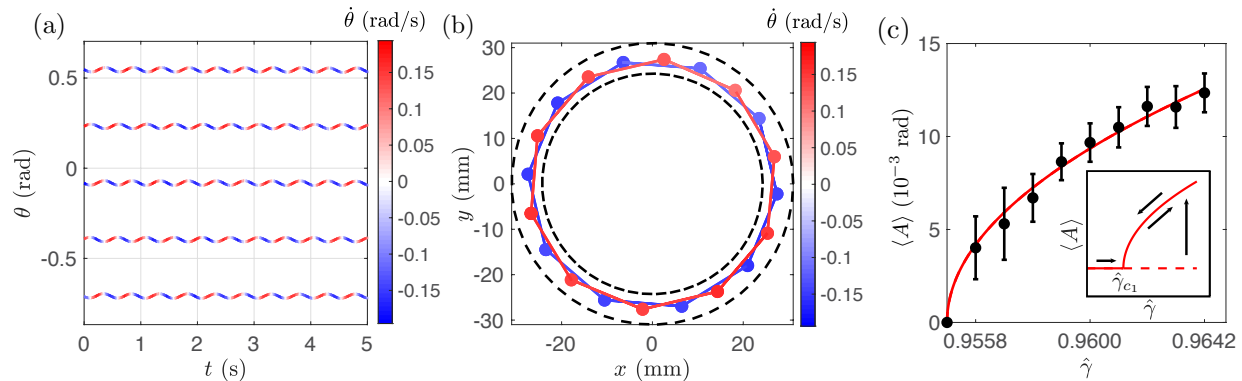 (a)
θ̇ (rad/s)
θ (rad)
0.5
0
-0.5
0 1 2 3 4 5
t (s)
0.15
0.1
0.05
0
-0.05
-0.1
-0.15
(b)
θ̇ (rad/s)
y (mm)
30
20
10
0
-10
-20
-30
-20 0 20
x (mm)
0.15
0.1
0.05
0
-0.05
-0.1
-0.15
(c)
⟨A⟩ (10⁻³ rad)
15
10
5
0
0.9558 0.9600 0.9642
γ̂
⟨A⟩
γ̂c₁
γ̂